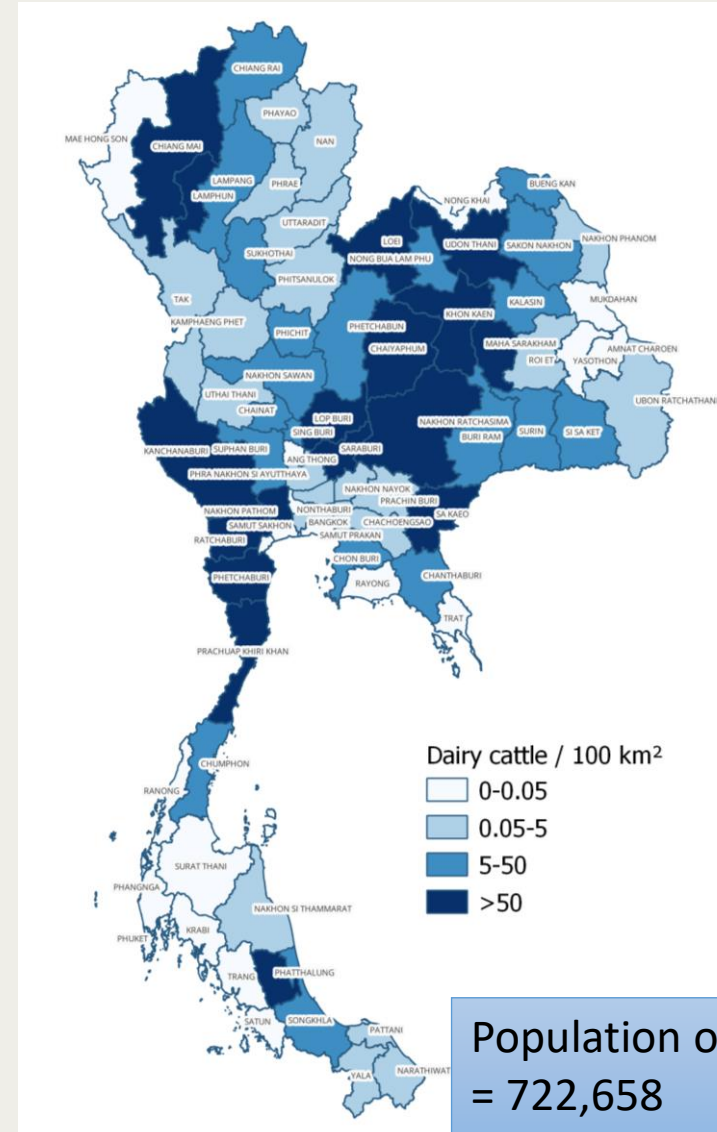 CHIANG RAI
PHAYAO
MAE HONG SON
NAN
CHIANG MAI
LAMPANG
PHRAE
LAMPHUN
BUENG KAN
NONG KHAI
UTTARADIT
LOEI
UDON THANI
SAKON NAKHON
NAKHON PHANOM
SUKHOTHAI
NONG BUA LAM PHU
PHITSANULOK
TAK
KALASIN
MUKDAHAN
KAMPHAENG PHET
KHON KAEN
PHETCHABUN
PHICHIT
MAHA SARAKHAM
AMNAT CHAROEN
CHAIYAPHUM
ROI ET
YASOTHON
NAKHON SAWAN
UTHAI THANI
UBON RATCHATHANI
CHAINAT
LOP BURI
NAKHON RATCHASIMA
SING BURI
SURIN
SI SA KET
BURI RAM
KANCHANABURI
SUPHAN BURI
SARABURI
ANG THONG
PHRA NAKHON SI AYUTTHAYA
NAKHON NAYOK
PRACHIN BURI
NAKHON PATHOM
NONTHABURI
SA KAEO
SAMUT SAKHON
BANGKOK
CHACHOENGSAO
RATCHABURI
SAMUT PRAKAN
CHON BURI
PHETCHABURI
CHANTHABURI
RAYONG
TRAT
PRACHUAP KHIRI KHAN
Dairy cattle / 100 km²
0-0.05
0.05-5
5-50
>50
CHUMPHON
RANONG
SURAT THANI
PHANGNGA
NAKHON SI THAMMARAT
KRABI
PHUKET
TRANG
PHATTHALUNG
SATUN
SONGKHLA
PATTANI
YALA
NARATHIWAT
Population o
= 722,658